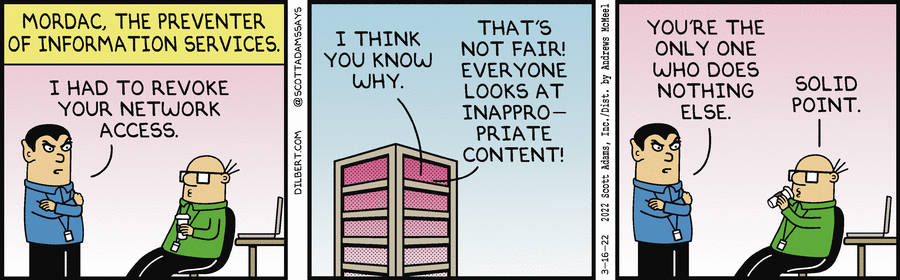 MORDAC, THE PREVENTER
OF INFORMATION SERVICES.
I HAD TO REVOKE
YOUR NETWORK
ACCESS.
DILBERT.COM
@SCOTTADAMSSAYS
I THINK
YOU KNOW
WHY.
THAT'S
NOT FAIR!
EVERYONE
LOOKS AT
INAPPRO-
PRIATE
CONTENT!
3-16-22 2022 Scott Adams, Inc./Dist. by Andrews McMeel
YOU'RE THE
ONLY ONE
WHO DOES
NOTHING
ELSE.
SOLID
POINT.